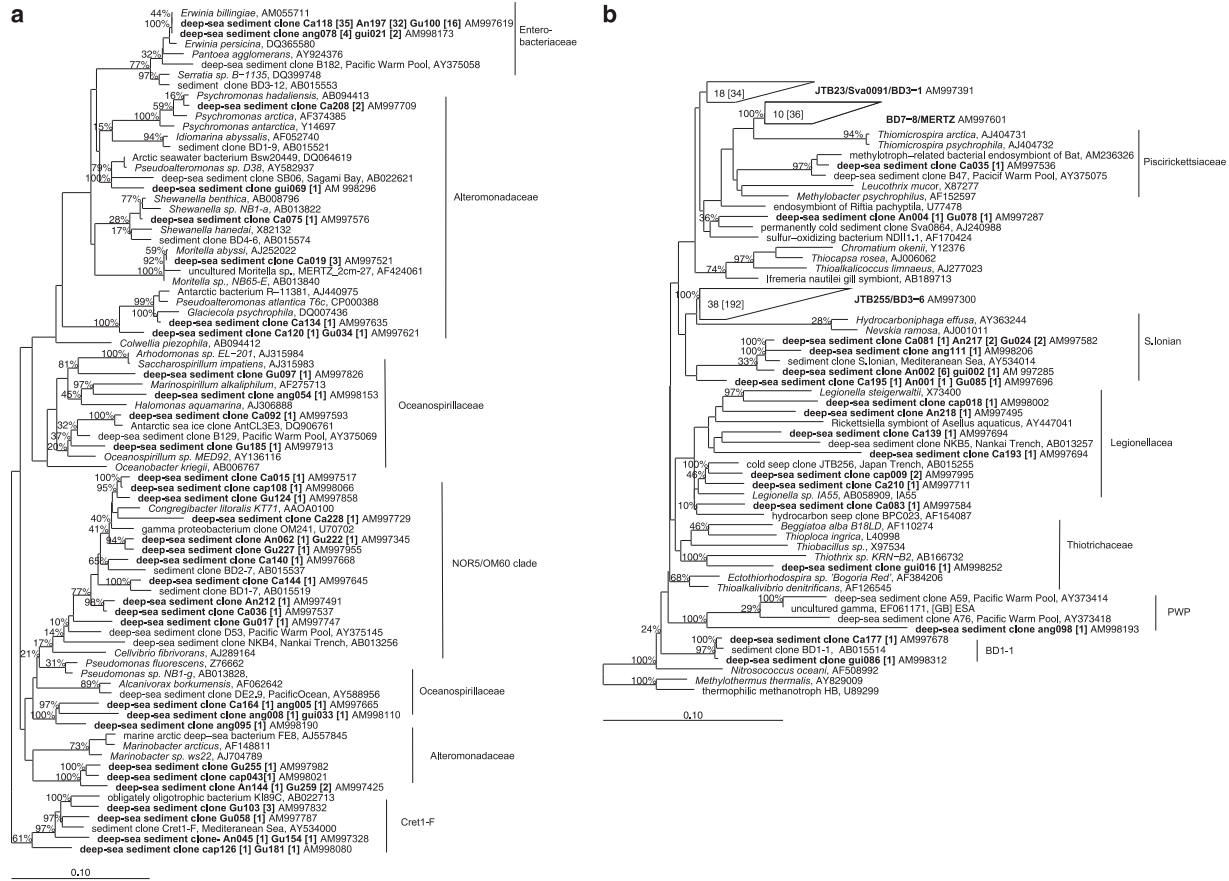 a
44%
Erwinia billingiae, AM055711
100%
deep-sea sediment clone Ca118 [35] An197 [32] Gu100 [16] AM997619
deep-sea sediment clone ang078 [4] gui021 [2] AM998173
Erwinia persicina, DQ365580
32%
Pantoea agglomerans, AY924376
77%
deep-sea sediment clone B182, Pacific Warm Pool, AY375058
97%
Serratia sp. B-1135, DQ399748
sediment clone BD3-12, AB015553
Entero-
bacteriaceae
16%
Psychromonas hadaliensis, AB094413
59%
deep-sea sediment clone Ca208 [2] AM997709
Psychromonas arctica, AF374385
100%
15%
Psychromonas antarctica, Y14697
94%
Idiomarina abyssalis, AF052740
sediment clone BD1-9, AB015521
Arctic seawater bacterium Bsw20449, DQ064619
79%
Pseudoalteromonas sp. D38, AY582937
100%
deep-sea sediment clone SB06, Sagami Bay, AB022621
deep-sea sediment clone gui069 [1] AM 998296
77%
Shewanella benthica, AB008796
Shewanella sp. NB1-a, AB013822
28%
deep-sea sediment clone Ca075 [1] AM997576
17%
Shewanella hanedai, X82132
sediment clone BD4-6, AB015574
59%
Moritella abyssi, AJ252022
92%
deep-sea sediment clone Ca019 [3] AM997521
100%
uncultured Moritella sp., MERTZ_2cm-27, AF424061
Moritella sp., NB65-E, AB013840
Antarctic bacterium R-11381, AJ440975
99%
Pseudoalteromonas atlantica T6c, CP000388
Glaciecola psychrophila, DQ007436
100%
deep-sea sediment clone Ca134 [1] AM997635
deep-sea sediment clone Ca120 [1] Gu034 [1] AM997621
Colwellia piezophila, AB094412
Alteromonadaceae
100%
Arhodomonas sp. EL-201, AJ315984
81%
Saccharospirillum impatiens, AJ315983
deep-sea sediment clone Gu097 [1] AM997826
97%
Marinospirillum alkaliphilum, AF275713
45%
deep-sea sediment clone ang054 [1] AM998153
Halomonas aquamarina, AJ306888
100%
deep-sea sediment clone Ca092 [1] AM997593
32%
Antarctic sea ice clone AntCL3E3, DQ906761
37%
deep-sea sediment clone B129, Pacific Warm Pool, AY375069
20%
deep-sea sediment clone Gu185 [1] AM997913
Oceanospirillum sp. MED92, AY136116
Oceanobacter kriegii, AB006767
Oceanospirillaceae
100%
deep-sea sediment clone Ca015 [1] AM997517
95%
deep-sea sediment clone cap108 [1] AM998066
deep-sea sediment clone Gu124 [1] AM997858
Congregibacter litoralis KT71, AAOA0100
40%
deep-sea sediment clone Ca228 [1] AM997729
41%
gamma proteobacterium clone OM241, U70702
94%
deep-sea sediment clone An062 [1] Gu222 [1] AM997345
deep-sea sediment clone Gu227 [1] AM997955
65%
deep-sea sediment clone Ca140 [1] AM997668
sediment clone BD2-7, AB015537
100%
deep-sea sediment clone Ca144 [1] AM997645
sediment clone BD1-7, AB015519
77%
98%
deep-sea sediment clone An212 [1] AM997491
deep-sea sediment clone Ca036 [1] AM997537
10%
deep-sea sediment clone Gu017 [1] AM997747
14%
deep-sea sediment clone D53, Pacific Warm Pool, AY375145
17%
deep-sea sediment clone NKB4, Nankai Trench, AB013256
21%
Cellvibrio fibrivorans, AJ289164
NOR5/OM60 clade
31%
Pseudomonas fluorescens, Z76662
Pseudomonas sp. NB1-g, AB013828,
89%
Alcanivorax borkumensis, AF062642
deep-sea sediment clone DE2.9, PacificOcean, AY588956
97%
deep-sea sediment clone Ca164 [1] ang005 [1] AM997665
100%
deep-sea sediment clone ang008 [1] gui033 [1] AM998110
deep-sea sediment clone ang095 [1] AM998190
Oceanospirillaceae
marine arctic deep-sea bacterium FE8, AJ557845
73%
Marinobacter arcticus, AF148811
Marinobacter sp. ws22, AJ704789
100%
deep-sea sediment clone Gu255 [1] AM997982
100%
deep-sea sediment clone cap043[1] AM998021
deep-sea sediment clone An144 [1] Gu259 [2] AM997425
Alteromonadaceae
100%
obligately oligotrophic bacterium KI89C, AB022713
deep-sea sediment clone Gu103 [3] AM997832
97%
deep-sea sediment clone Gu058 [1] AM997787
97%
sediment clone Cret1-F, Mediteranean Sea, AY534000
61%
deep-sea sediment clone- An045 [1] Gu154 [1] AM997328
deep-sea sediment clone cap126 [1] Gu181 [1] AM998080
Cret1-F
0.10
b
18 [34]
JTB23/Sva0091/BD3-1 AM997391
100%
10 [36]
BD7-8/MERTZ AM997601
94%
Thiomicrospira arctica, AJ404731
Thiomicrospira psychrophila, AJ404732
methylotroph-related bacterial endosymbiont of Bat, AM236326
97%
deep-sea sediment clone Ca035 [1] AM997536
deep-sea sediment clone B47, Pacicif Warm Pool, AY375075
Leucothrix mucor, X87277
Methylobacter psychrophilus, AF152597
Piscirickettsiaceae
endosymbiont of Riftia pachyptila, U77478
36%
deep-sea sediment clone An004 [1] Gu078 [1] AM997287
permanently cold sediment clone Sva0864, AJ240988
sulfur-oxidizing bacterium NDII1.1, AF170424
Chromatium okenii, Y12376
97%
Thiocapsa rosea, AJ006062
74%
Thioalkalicoccus limnaeus, AJ277023
Ifremeria nautilei gill symbiont, AB189713
100%
38 [192]
JTB255/BD3-6 AM997300
28%
Hydrocarboniphaga effusa, AY363244
Nevskia ramosa, AJ001011
100%
deep-sea sediment clone Ca081 [1] An217 [2] Gu024 [2] AM997582
100%
deep-sea sediment clone ang111 [1] AM998206
33%
sediment clone S.Ionian, Mediteranean Sea, AY534014
deep-sea sediment clone An002 [6] gui002 [1] AM 997285
deep-sea sediment clone Ca195 [1] An001 [1 ] Gu085 [1] AM997696
S.Ionian
97%
Legionella steigerwaltii, X73400
deep-sea sediment clone cap018 [1] AM998002
deep-sea sediment clone An218 [1] AM997495
Rickettsiella symbiont of Asellus aquaticus, AY447041
deep-sea sediment clone Ca139 [1] AM997694
deep-sea sediment clone NKB5, Nankai Trench, AB013257
deep-sea sediment clone Ca193 [1] AM997694
100%
cold seep clone JTB256, Japan Trench, AB015255
46%
deep-sea sediment clone cap009 [2] AM997995
deep-sea sediment clone Ca210 [1] AM997711
Legionella sp. IA55, AB058909, IA55
10%
deep-sea sediment clone Ca083 [1] AM997584
hydrocarbon seep clone BPC023, AF154087
Legionellacea
46%
Beggiatoa alba B18LD, AF110274
Thioploca ingrica, L40998
Thiobacillus sp., X97534
100%
Thiothrix sp. KRN-B2, AB166732
deep-sea sediment clone gui016 [1] AM998252
Thiotrichaceae
68%
Ectothiorhodospira sp. 'Bogoria Red', AF384206
Thioalkalivibrio denitrificans, AF126545
deep-sea sediment clone A59, Pacific Warm Pool, AY373414
29%
uncultured gamma, EF061171, [GB] ESA
100%
deep-sea sediment clone A76, Pacific Warm Pool, AY373418
deep-sea sediment clone ang098 [1] AM998193
PWP
24%
100%
deep-sea sediment clone Ca177 [1] AM997678
97%
sediment clone BD1-1, AB015514
deep-sea sediment clone gui086 [1] AM998312
BD1-1
100%
Nitrosococcus oceani, AF508992
100%
Methylothermus thermalis, AY829009
thermophilic methanotroph HB, U89299
0.10